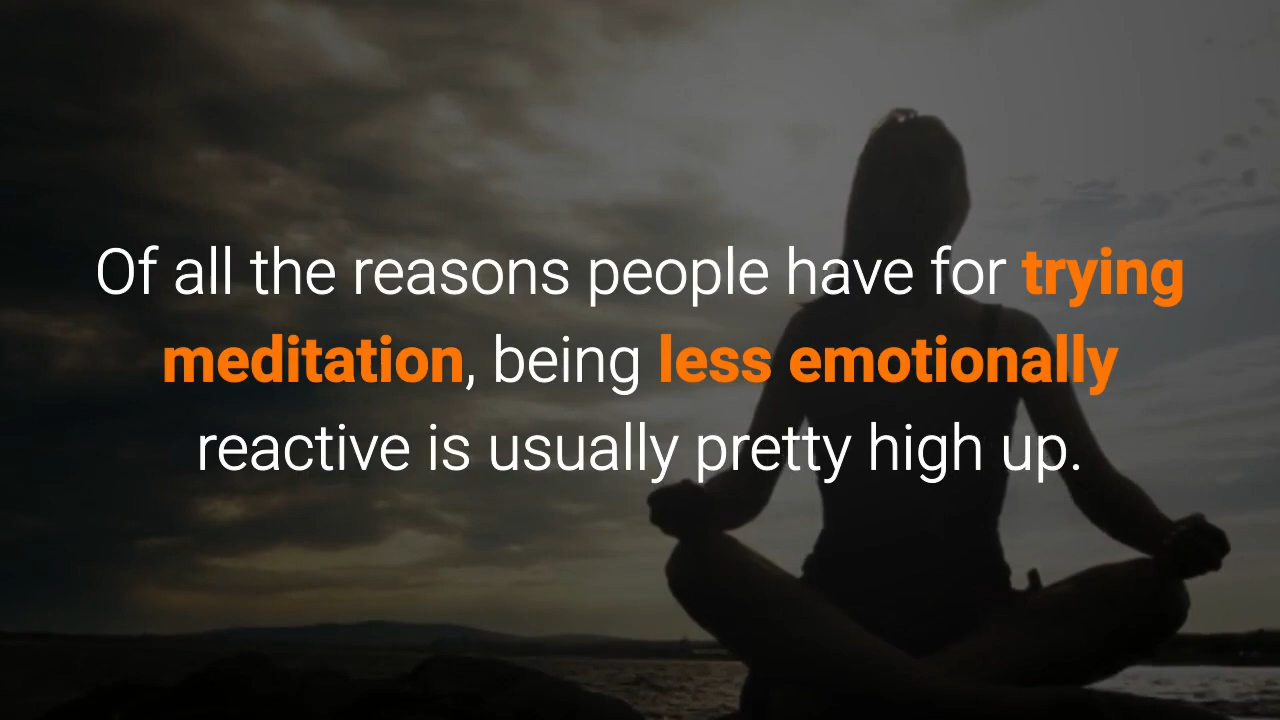 Of all the reasons people have for trying
meditation, being less emotionally
reactive is usually pretty high up.